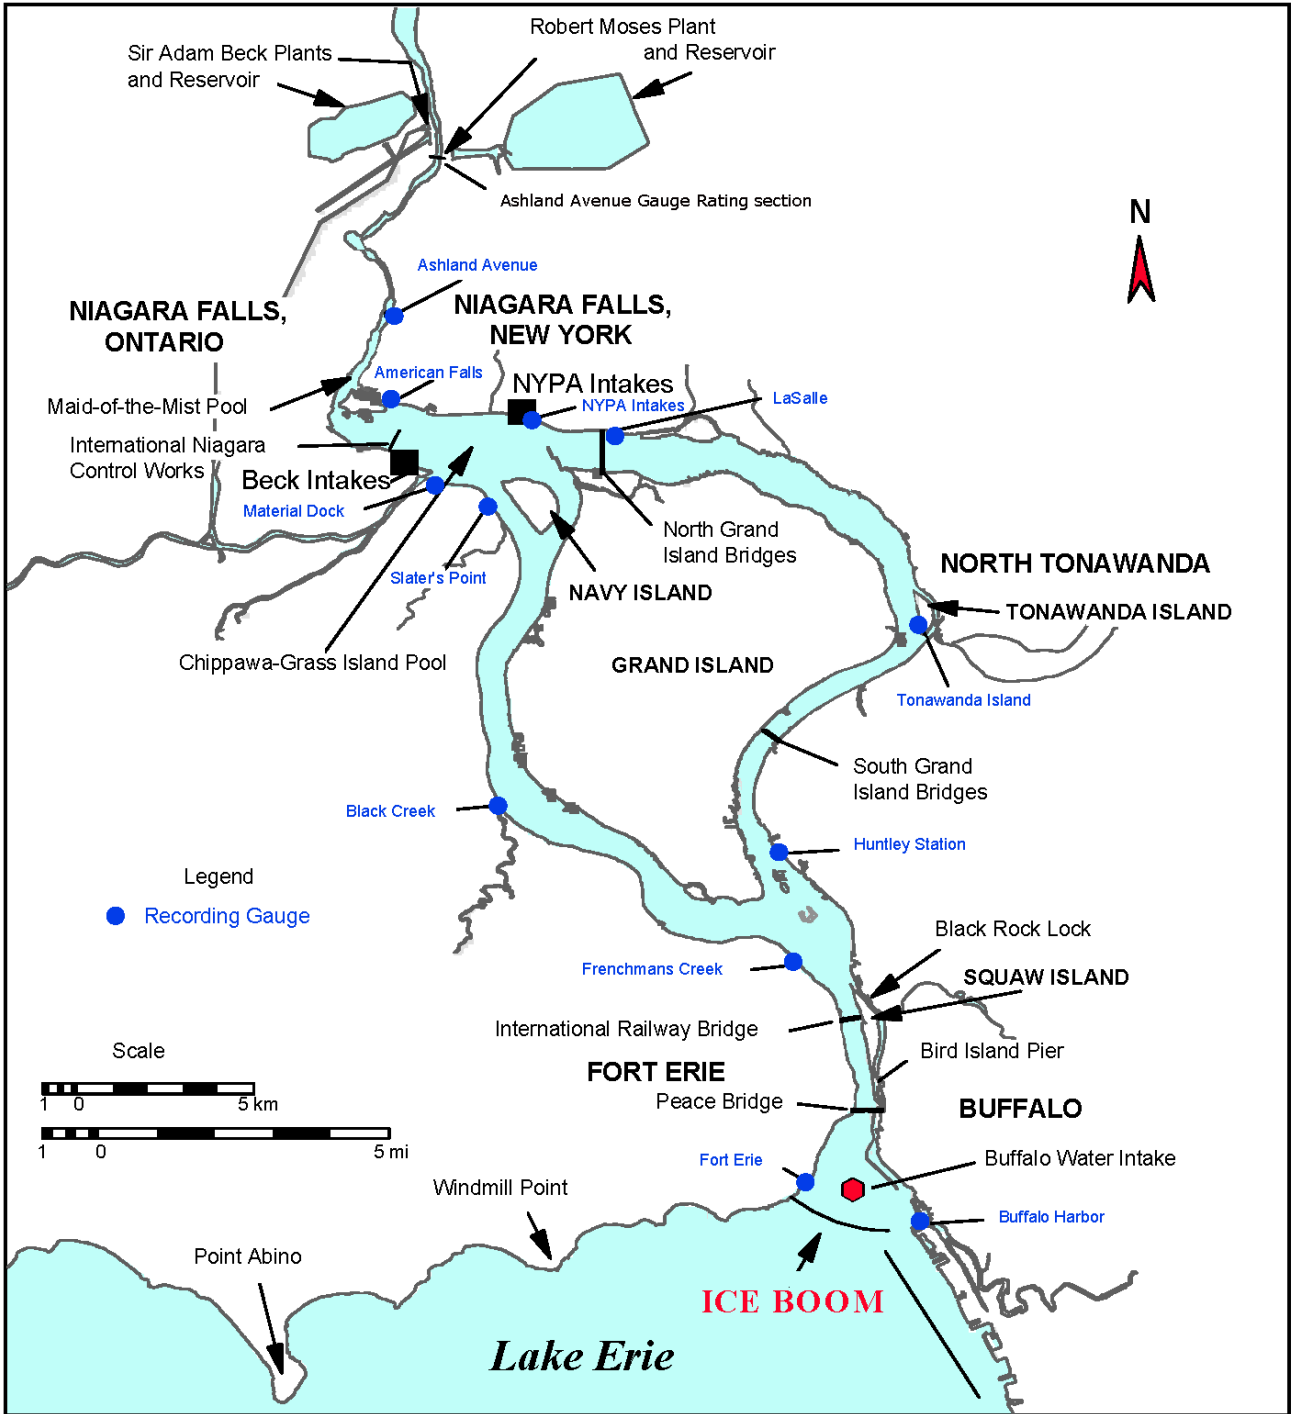 Robert Moses Plant
and Reservoir
Sir Adam Beck Plants
and Reservoir
Ashland Avenue Gauge Rating section
N
Ashland Avenue
NIAGARA FALLS,
ONTARIO
NIAGARA FALLS,
NEW YORK
American Falls
NYPA Intakes
NYPA Intakes
LaSalle
Maid-of-the-Mist Pool
International Niagara
Control Works
Beck Intakes
Material Dock
North Grand
Island Bridges
NORTH TONAWANDA
Slater's Point
NAVY ISLAND
TONAWANDA ISLAND
Chippawa-Grass Island Pool
GRAND ISLAND
Tonawanda Island
South Grand
Island Bridges
Black Creek
Huntley Station
Legend
Recording Gauge
Black Rock Lock
Frenchmans Creek
SQUAW ISLAND
International Railway Bridge
Scale
Bird Island Pier
FORT ERIE
1 0 5 km
Peace Bridge
BUFFALO
1 0 5 mi
Fort Erie
Buffalo Water Intake
Windmill Point
Buffalo Harbor
Point Abino
ICE BOOM
Lake Erie